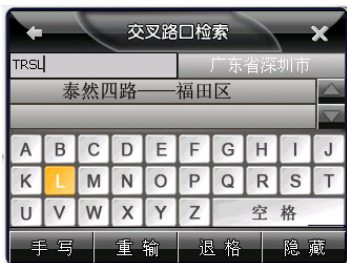 交叉路口检索
TRSL 广东省深圳市
泰然四路——福田区
A B C D E F G H I J
K L M N O P Q R S T
U V W X Y Z 空格
手写 重输 退格 隐藏